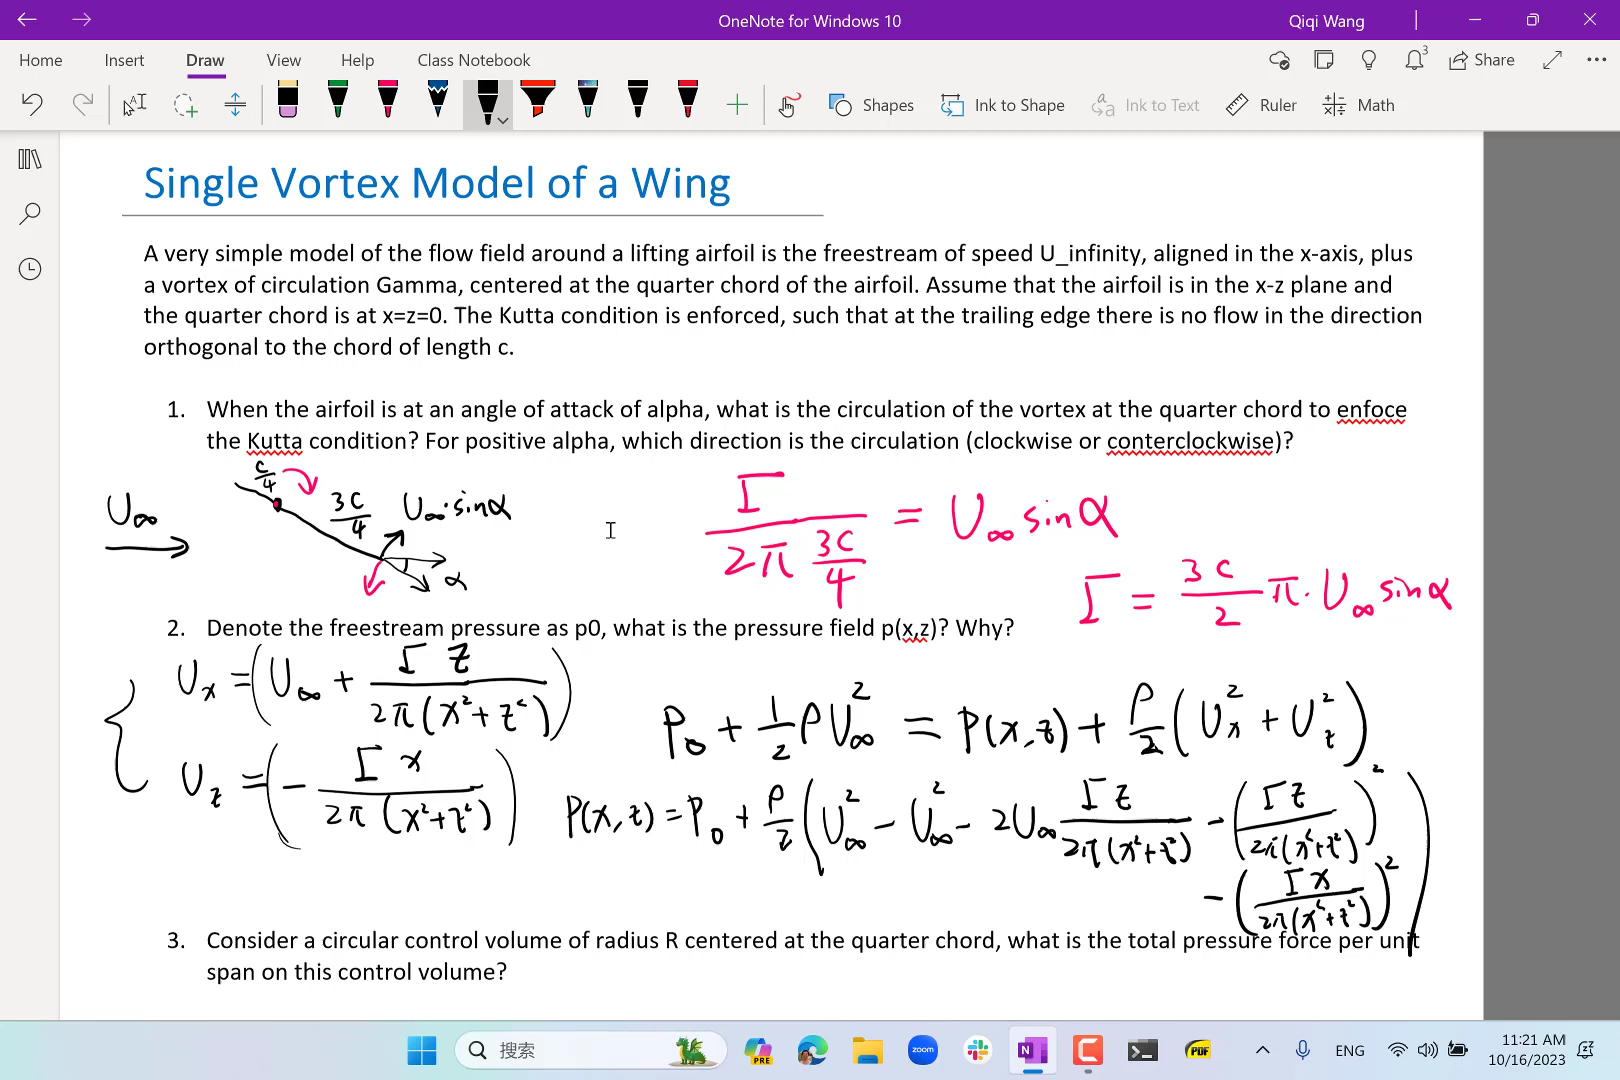 OneNote for Windows 10
Qiqi Wang
Home Insert Draw View Help Class Notebook
3 Share
Shapes Ink to Shape Ink to Text Ruler Math
Single Vortex Model of a Wing
A very simple model of the flow field around a lifting airfoil is the freestream of speed U_infinity, aligned in the x-axis, plus
a vortex of circulation Gamma, centered at the quarter chord of the airfoil. Assume that the airfoil is in the x-z plane and
the quarter chord is at x=z=0. The Kutta condition is enforced, such that at the trailing edge there is no flow in the direction
orthogonal to the chord of length c.
1. When the airfoil is at an angle of attack of alpha, what is the circulation of the vortex at the quarter chord to enfoce
the Kutta condition? For positive alpha, which direction is the circulation (clockwise or conterclockwise)?
U∞ c/4 3c/4 U∞·sinα α
Γ/(2π 3c/4) = U∞ sinα
Γ = 3c/2 π· U∞ sinα
2. Denote the freestream pressure as p0, what is the pressure field p(x,z)? Why?
Ux = (U∞ + Γz/(2π(x²+z²)))
P0 + 1/2 ρU∞² = P(x,z) + ρ/2 (Ux² + Uz²)
Uz = (- Γx/(2π(x²+z²)))
P(x,z) = P0 + ρ/2 (U∞² - U∞² - 2U∞ Γz/(2π(x²+z²)) - (Γz/(2π(x²+z²)))²
- (Γx/(2π(x²+z²)))²)
3. Consider a circular control volume of radius R centered at the quarter chord, what is the total pressure force per unit
span on this control volume?
搜索
PRE
zoom
PDF
ENG
11:21 AM
10/16/2023